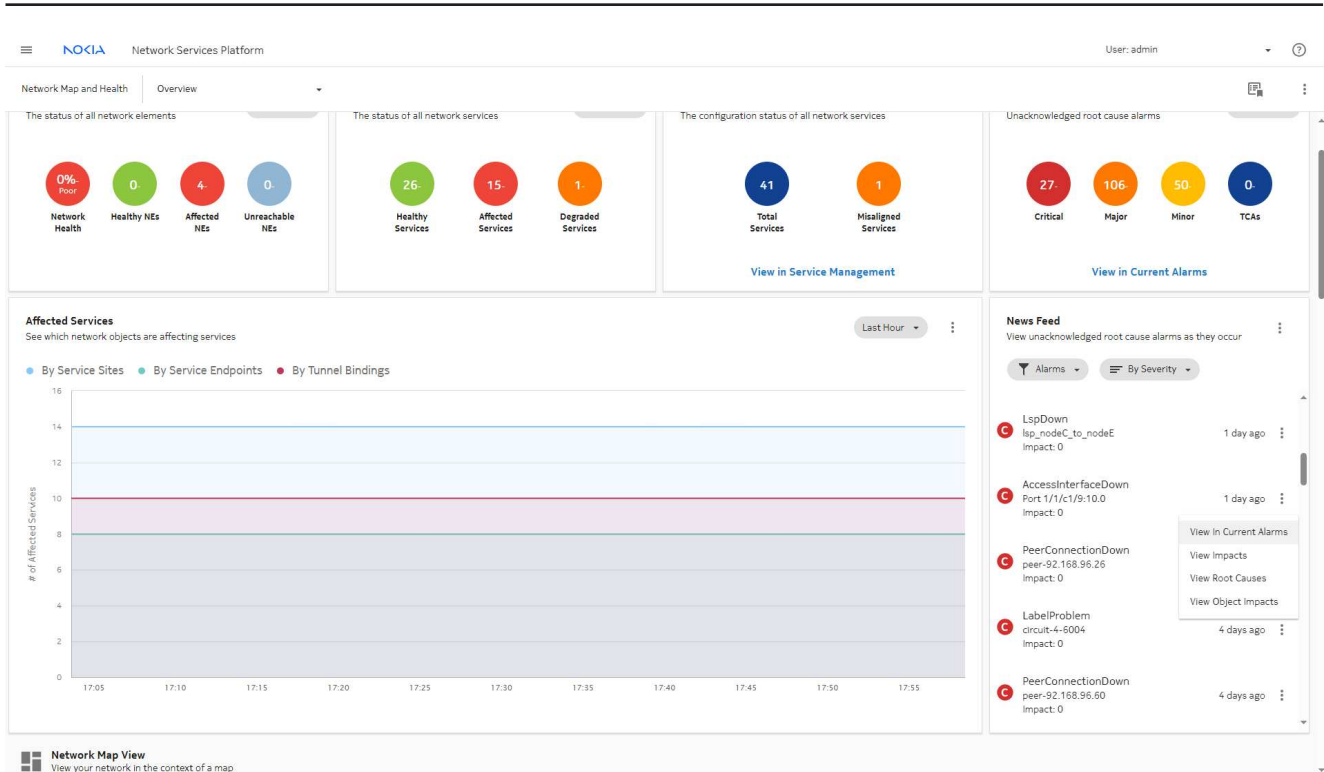 NOKIA Network Services Platform
User: admin
Network Map and Health
Overview
The status of all network elements
0%-
Poor
Network
Health
0-
Healthy NEs
4-
Affected
NEs
0-
Unreachable
NEs
The status of all network services
26-
Healthy
Services
15-
Affected
Services
1-
Degraded
Services
The configuration status of all network services
41
Total
Services
1
Misaligned
Services
View in Service Management
Unacknowledged root cause alarms
27-
Critical
106-
Major
50-
Minor
0-
TCAs
View in Current Alarms
Affected Services
See which network objects are affecting services
Last Hour
By Service Sites
By Service Endpoints
By Tunnel Bindings
# of Affected Services
16
14
12
10
8
6
4
2
0
17:05 17:10 17:15 17:20 17:25 17:30 17:35 17:40 17:45 17:50 17:55
News Feed
View unacknowledged root cause alarms as they occur
Alarms
By Severity
C
LspDown
lsp_nodeC_to_nodeE
Impact: 0
1 day ago
C
AccessInterfaceDown
Port 1/1/c1/9:10.0
Impact: 0
1 day ago
View In Current Alarms
View Impacts
View Root Causes
View Object Impacts
C
PeerConnectionDown
peer-92.168.96.26
Impact: 0
C
LabelProblem
circuit-4-6004
Impact: 0
4 days ago
C
PeerConnectionDown
peer-92.168.96.60
Impact: 0
4 days ago
Network Map View
View your network in the context of a map